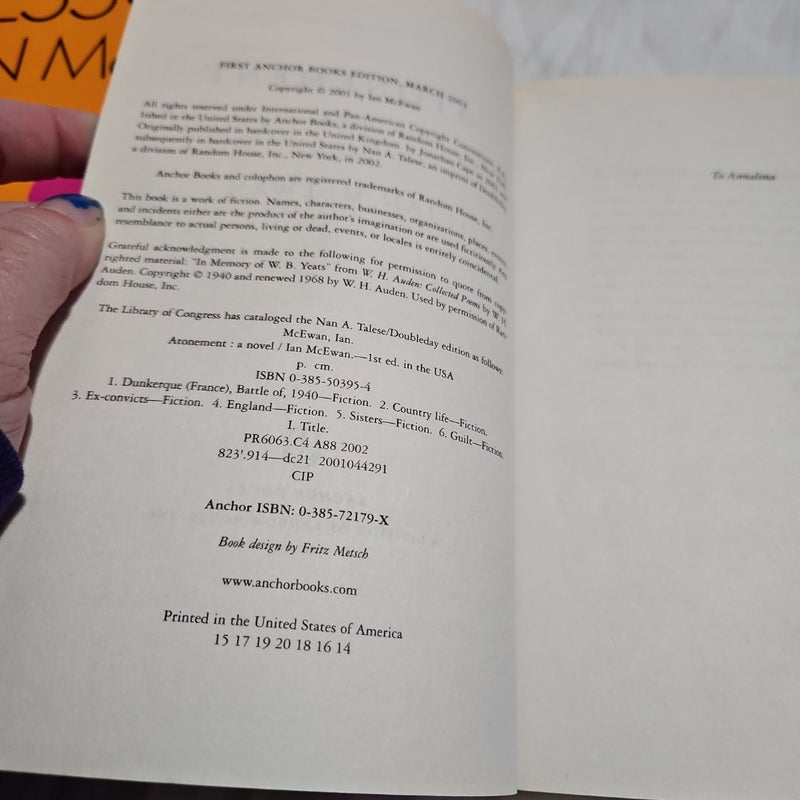 ESSO
N Mc
FIRST ANCHOR BOOKS EDITION, MARCH 2003
Copyright © 2001 by Ian McEwan
All rights reserved under International and Pan-American Copyright Conventions. Pub-
lished in the United States by Anchor Books, a division of Random House, Inc., New York.
Originally published in hardcover in the United Kingdom by Jonathan Cape in 2001 and
subsequently in hardcover in the United States by Nan A. Talese, an imprint of Doubleday,
a division of Random House, Inc., New York, in 2002.
Anchor Books and colophon are registered trademarks of Random House, Inc.
This book is a work of fiction. Names, characters, businesses, organizations, places, events,
and incidents either are the product of the author's imagination or are used fictitiously. Any
resemblance to actual persons, living or dead, events, or locales is entirely coincidental.
Grateful acknowledgment is made to the following for permission to quote from copy-
righted material: "In Memory of W. B. Yeats" from W. H. Auden: Collected Poems by W. H.
Auden. Copyright © 1940 and renewed 1968 by W. H. Auden. Used by permission of Ran-
dom House, Inc.
The Library of Congress has cataloged the Nan A. Talese/Doubleday edition as follows:
McEwan, Ian.
Atonement : a novel / Ian McEwan.—1st ed. in the USA
p. cm.
ISBN 0-385-50395-4
1. Dunkerque (France), Battle of, 1940—Fiction. 2. Country life—Fiction.
3. Ex-convicts—Fiction. 4. England—Fiction. 5. Sisters—Fiction. 6. Guilt—Fiction.
I. Title.
PR6063.C4 A88 2002
823'.914—dc21 2001044291
CIP
Anchor ISBN: 0-385-72179-X
Book design by Fritz Metsch
www.anchorbooks.com
Printed in the United States of America
15 17 19 20 18 16 14
To Annalena